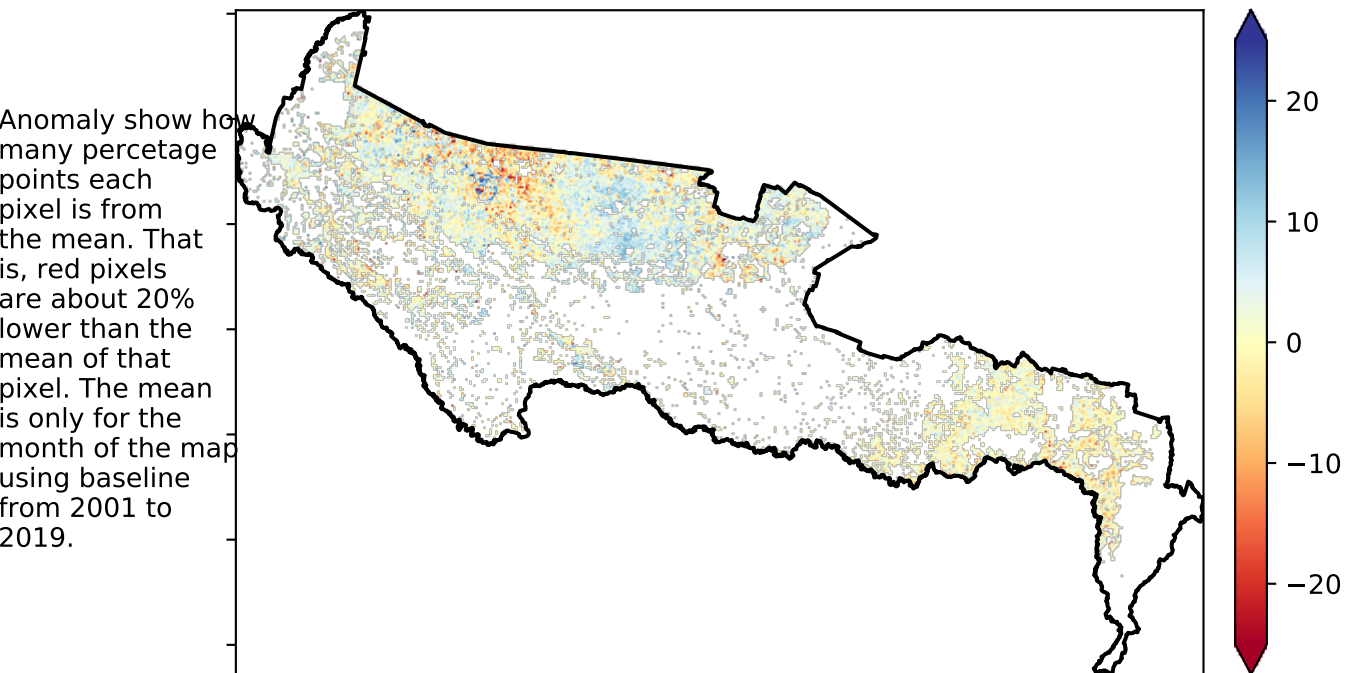 Anomaly show how
many percetage
points each
pixel is from
the mean. That
is, red pixels
are about 20%
lower than the
mean of that
pixel. The mean
is only for the
month of the map
using baseline
from 2001 to
2019.
20
10
0
−10
−20